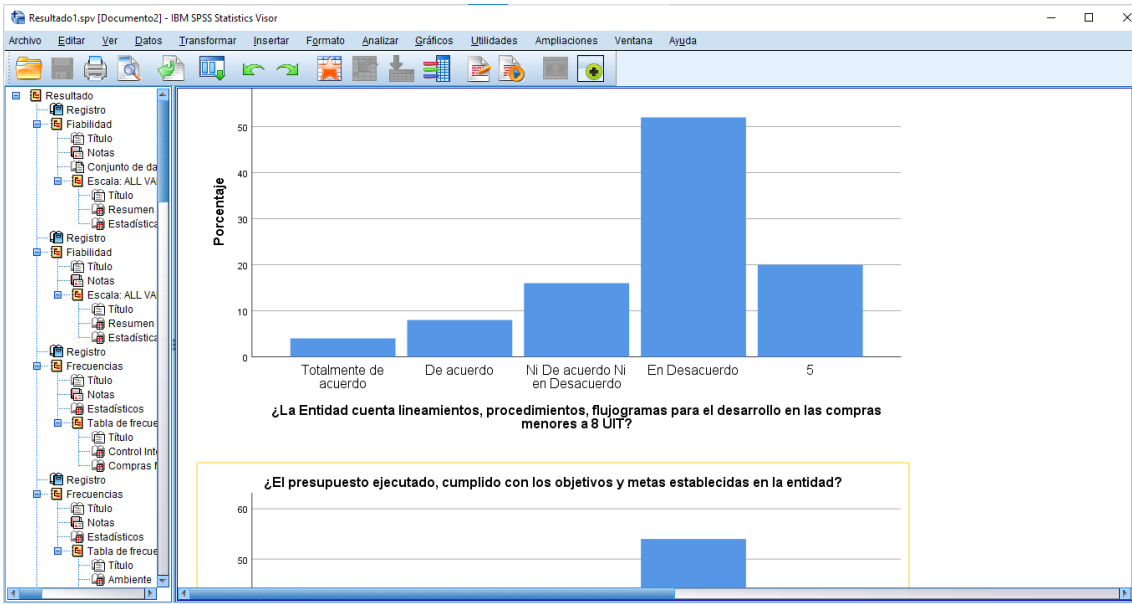 Resultado1.spv [Documento2] - IBM SPSS Statistics Visor
Archivo Editar Ver Datos Transformar Insertar Formato Analizar Gráficos Utilidades Ampliaciones Ventana Ayuda
Resultado
Registro
Fiabilidad
Título
Notas
Conjunto de da
Escala: ALL VA
Título
Resumen
Estadística
Registro
Fiabilidad
Título
Notas
Escala: ALL VA
Título
Resumen
Estadística
Registro
Frecuencias
Título
Notas
Estadísticos
Tabla de frecue
Título
Control Int
Compras M
Registro
Frecuencias
Título
Notas
Estadísticos
Tabla de frecue
Título
Ambiente
Porcentaje
50
40
30
20
10
0
Totalmente de acuerdo
De acuerdo
Ni De acuerdo Ni en Desacuerdo
En Desacuerdo
5
¿La Entidad cuenta lineamientos, procedimientos, flujogramas para el desarrollo en las compras
menores a 8 UIT?
¿El presupuesto ejecutado, cumplido con los objetivos y metas establecidas en la entidad?
60
50